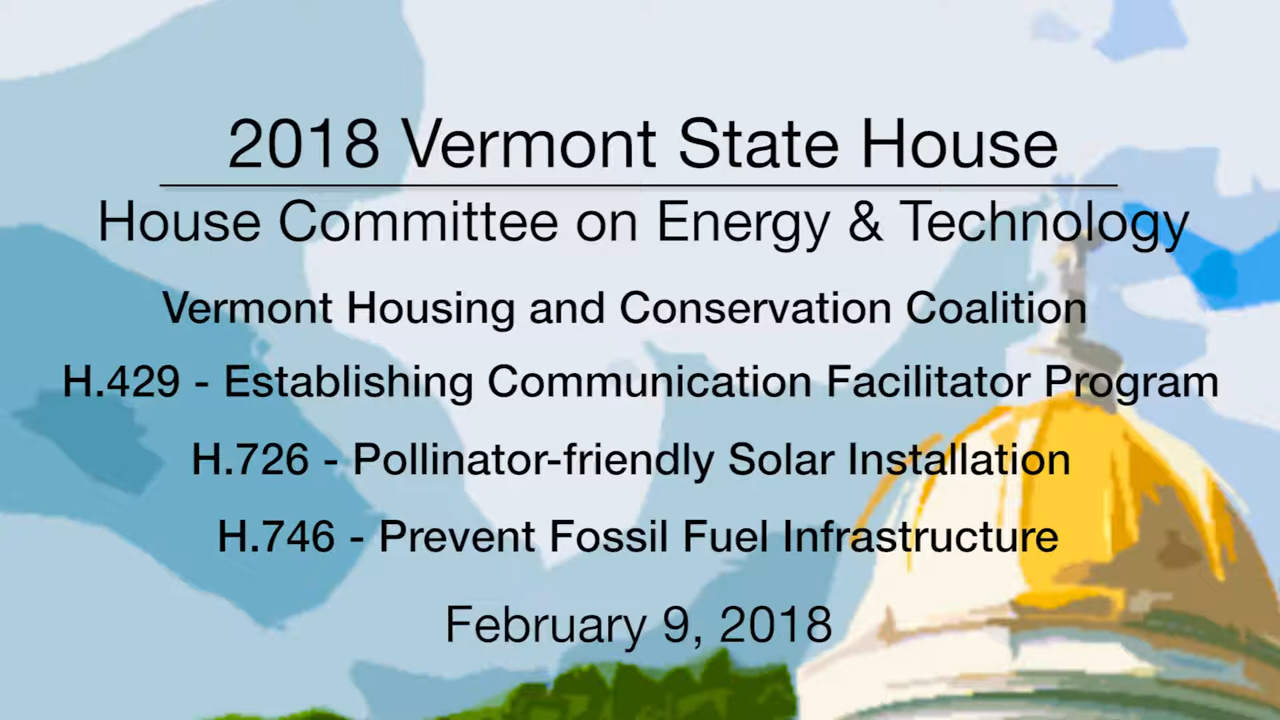 2018 Vermont State House
House Committee on Energy & Technology
Vermont Housing and Conservation Coalition
H.429 - Establishing Communication Facilitator Program
H.726 - Pollinator-friendly Solar Installation
H.746 - Prevent Fossil Fuel Infrastructure
February 9, 2018